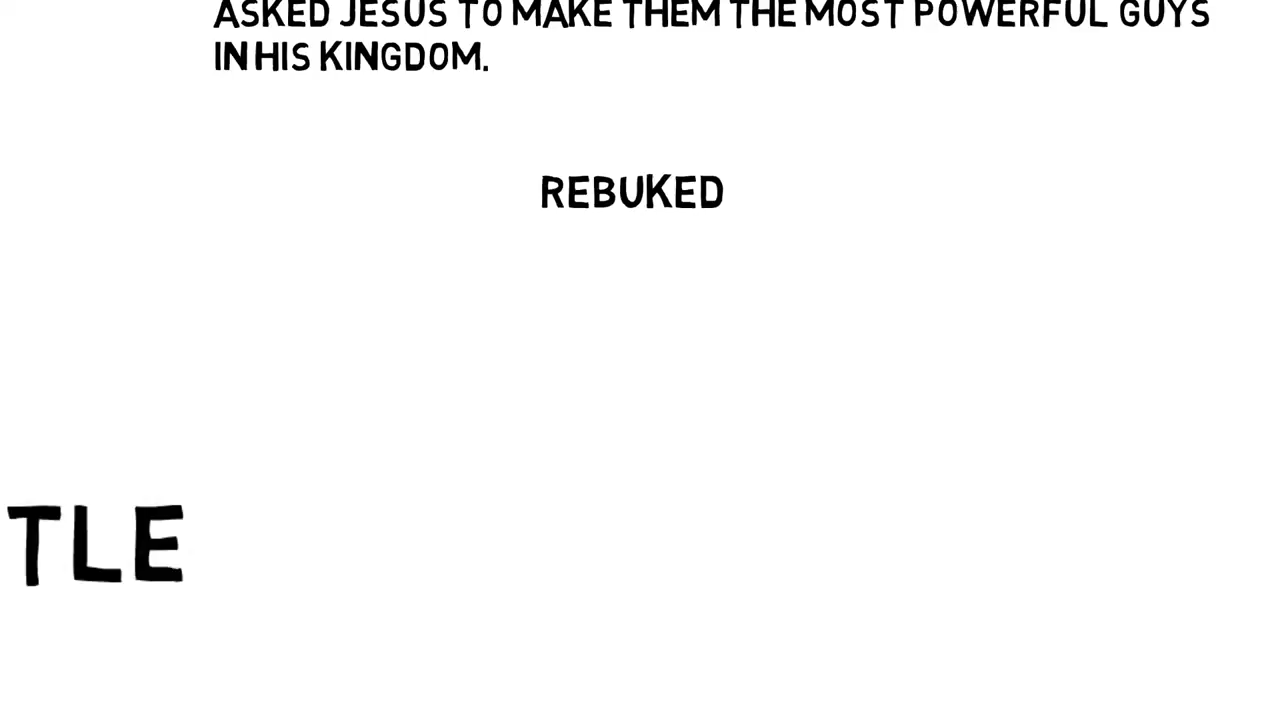 ASKED JESUS TO MAKE THEM THE MOST POWERFUL GUYS
IN HIS KINGDOM.
REBUKED
TLE